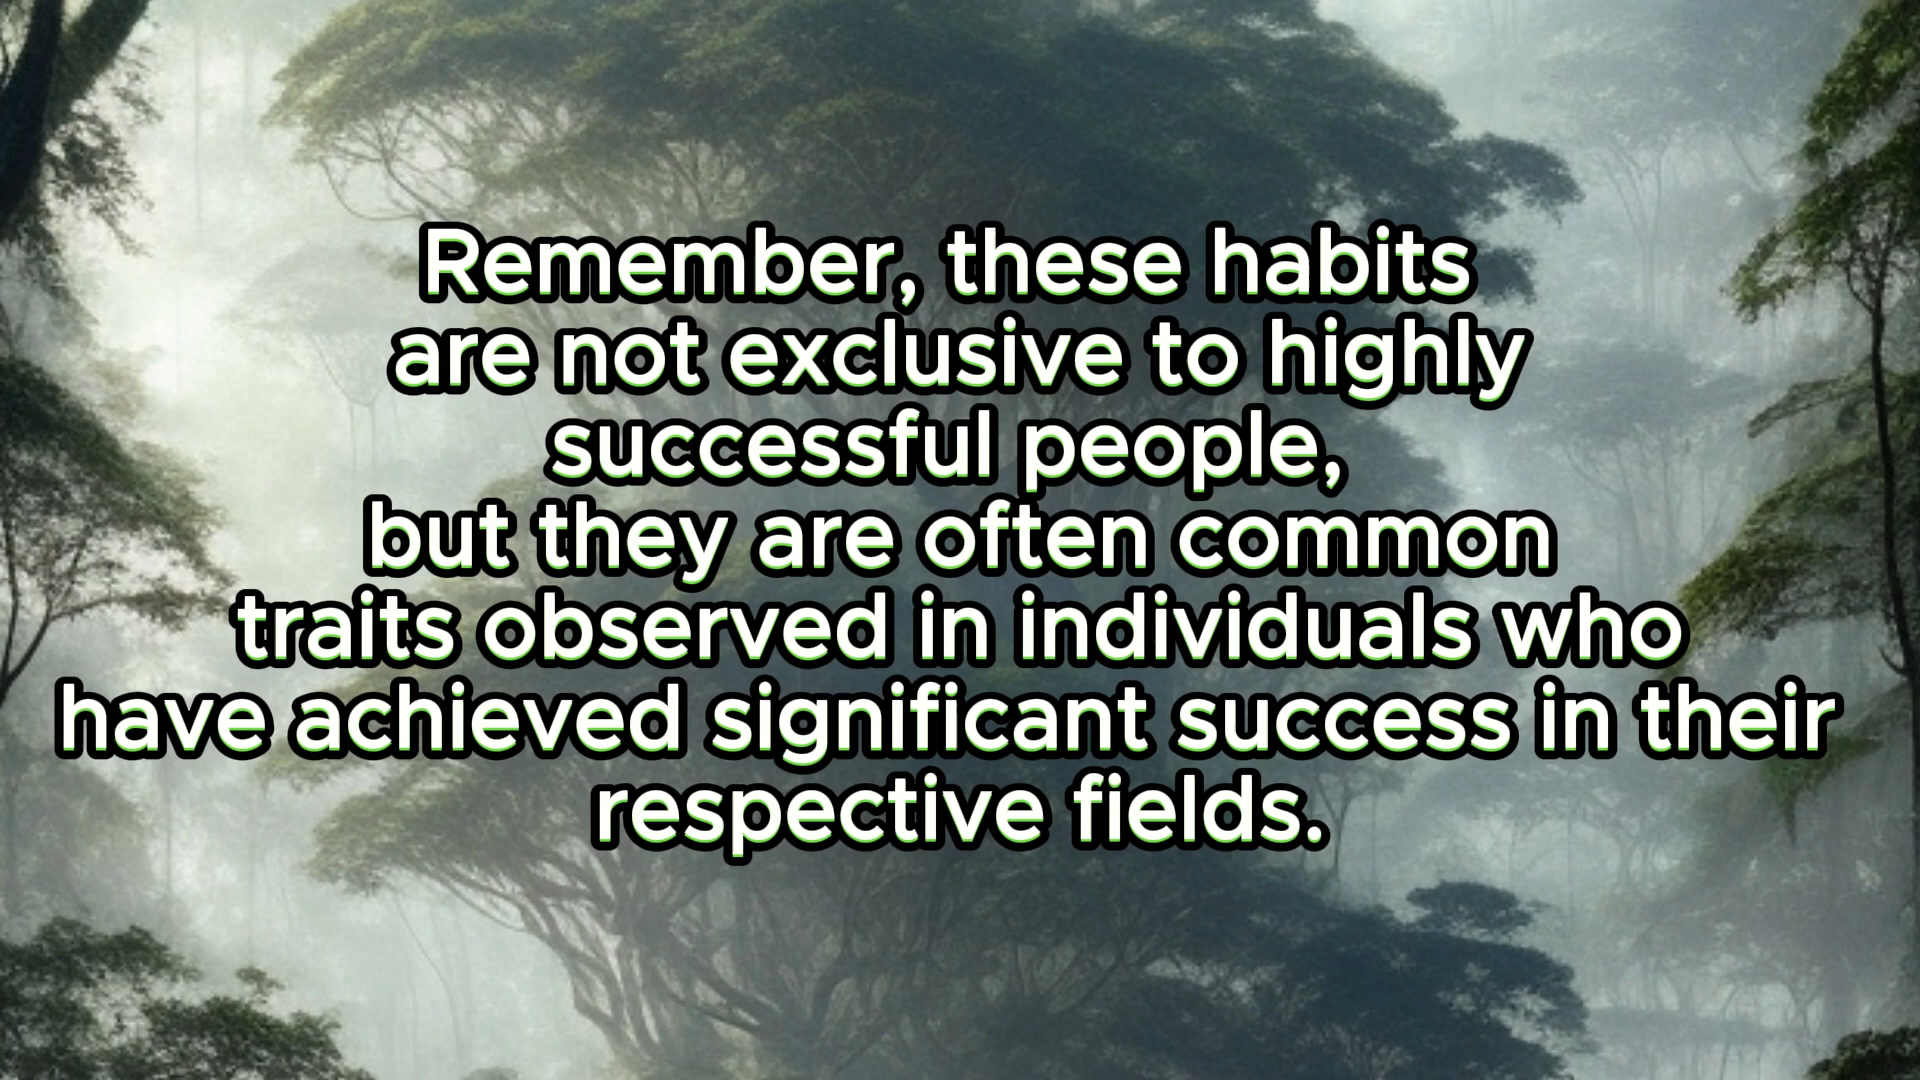 Remember, these habits
are not exclusive to highly
successful people,
but they are often common
traits observed in individuals who
have achieved significant success in their
respective fields.